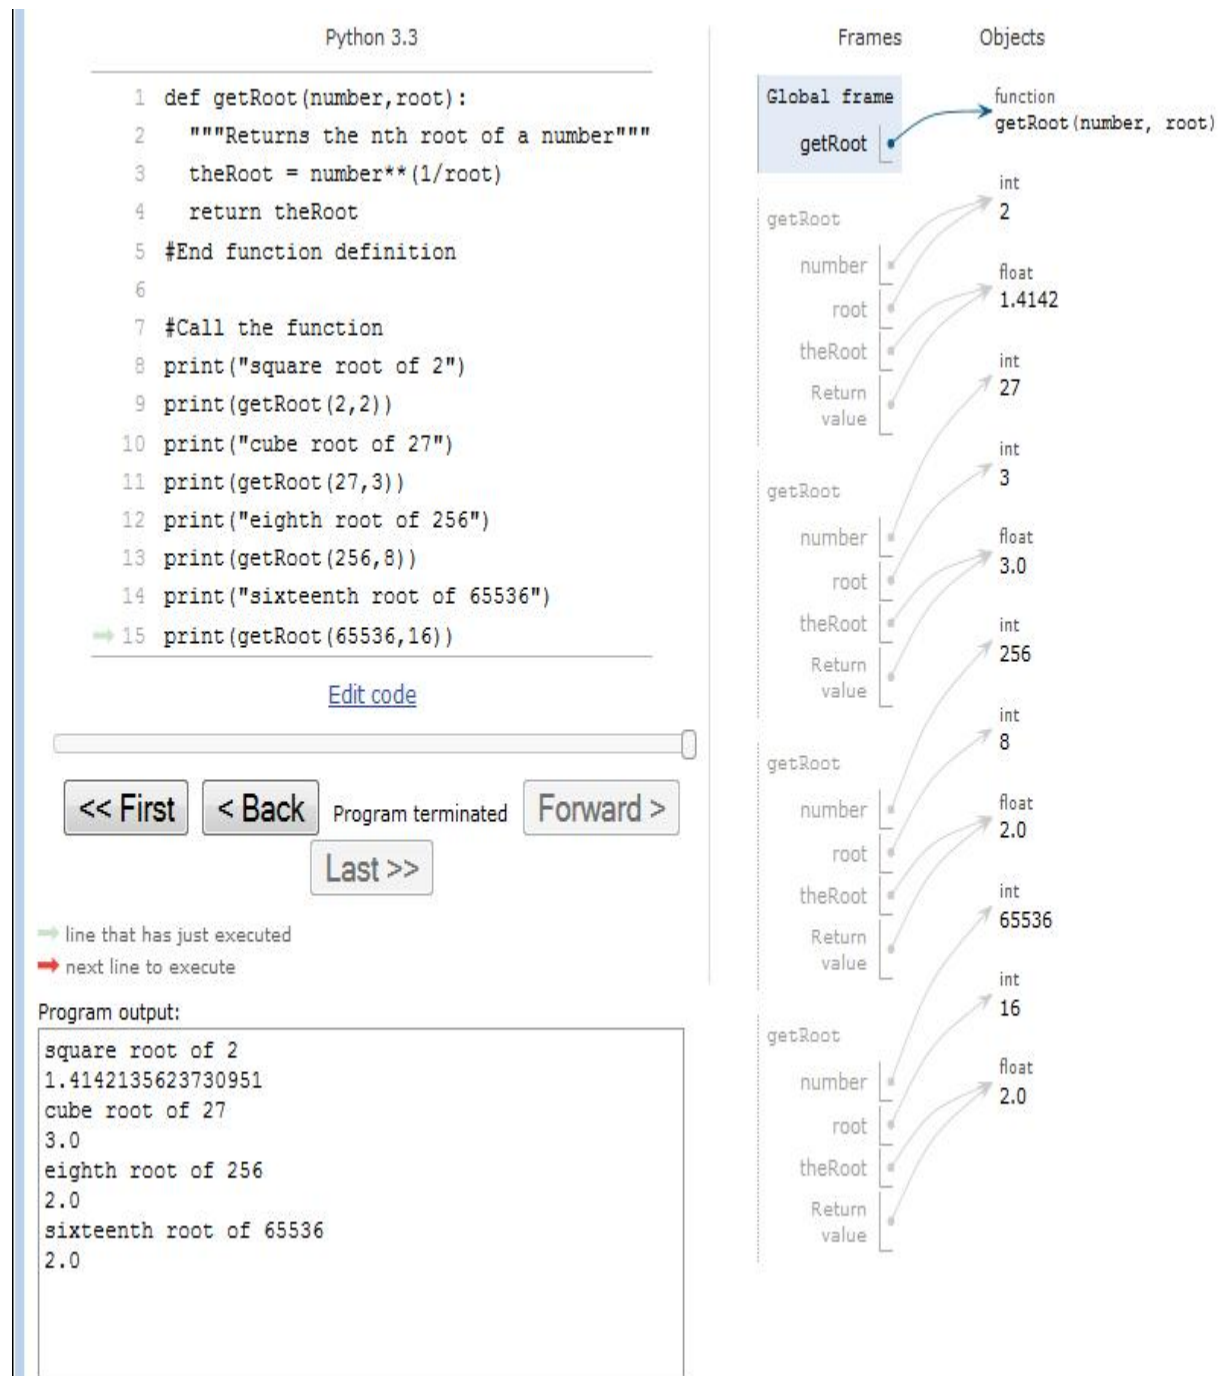 Python 3.3
1 def getRoot(number,root):
2   """Returns the nth root of a number"""
3   theRoot = number**(1/root)
4   return theRoot
5 #End function definition
6
7 #Call the function
8 print("square root of 2")
9 print(getRoot(2,2))
10 print("cube root of 27")
11 print(getRoot(27,3))
12 print("eighth root of 256")
13 print(getRoot(256,8))
14 print("sixteenth root of 65536")
15 print(getRoot(65536,16))
Edit code
<< First
< Back
Program terminated
Forward >
Last >>
line that has just executed
next line to execute
Program output:
square root of 2
1.4142135623730951
cube root of 27
3.0
eighth root of 256
2.0
sixteenth root of 65536
2.0
Frames
Objects
Global frame
getRoot
function
getRoot(number, root)
getRoot
number
root
theRoot
Return
value
int
2
float
1.4142
getRoot
number
root
theRoot
Return
value
int
27
int
3
float
3.0
getRoot
number
root
theRoot
Return
value
int
256
int
8
float
2.0
getRoot
number
root
theRoot
Return
value
int
65536
int
16
float
2.0